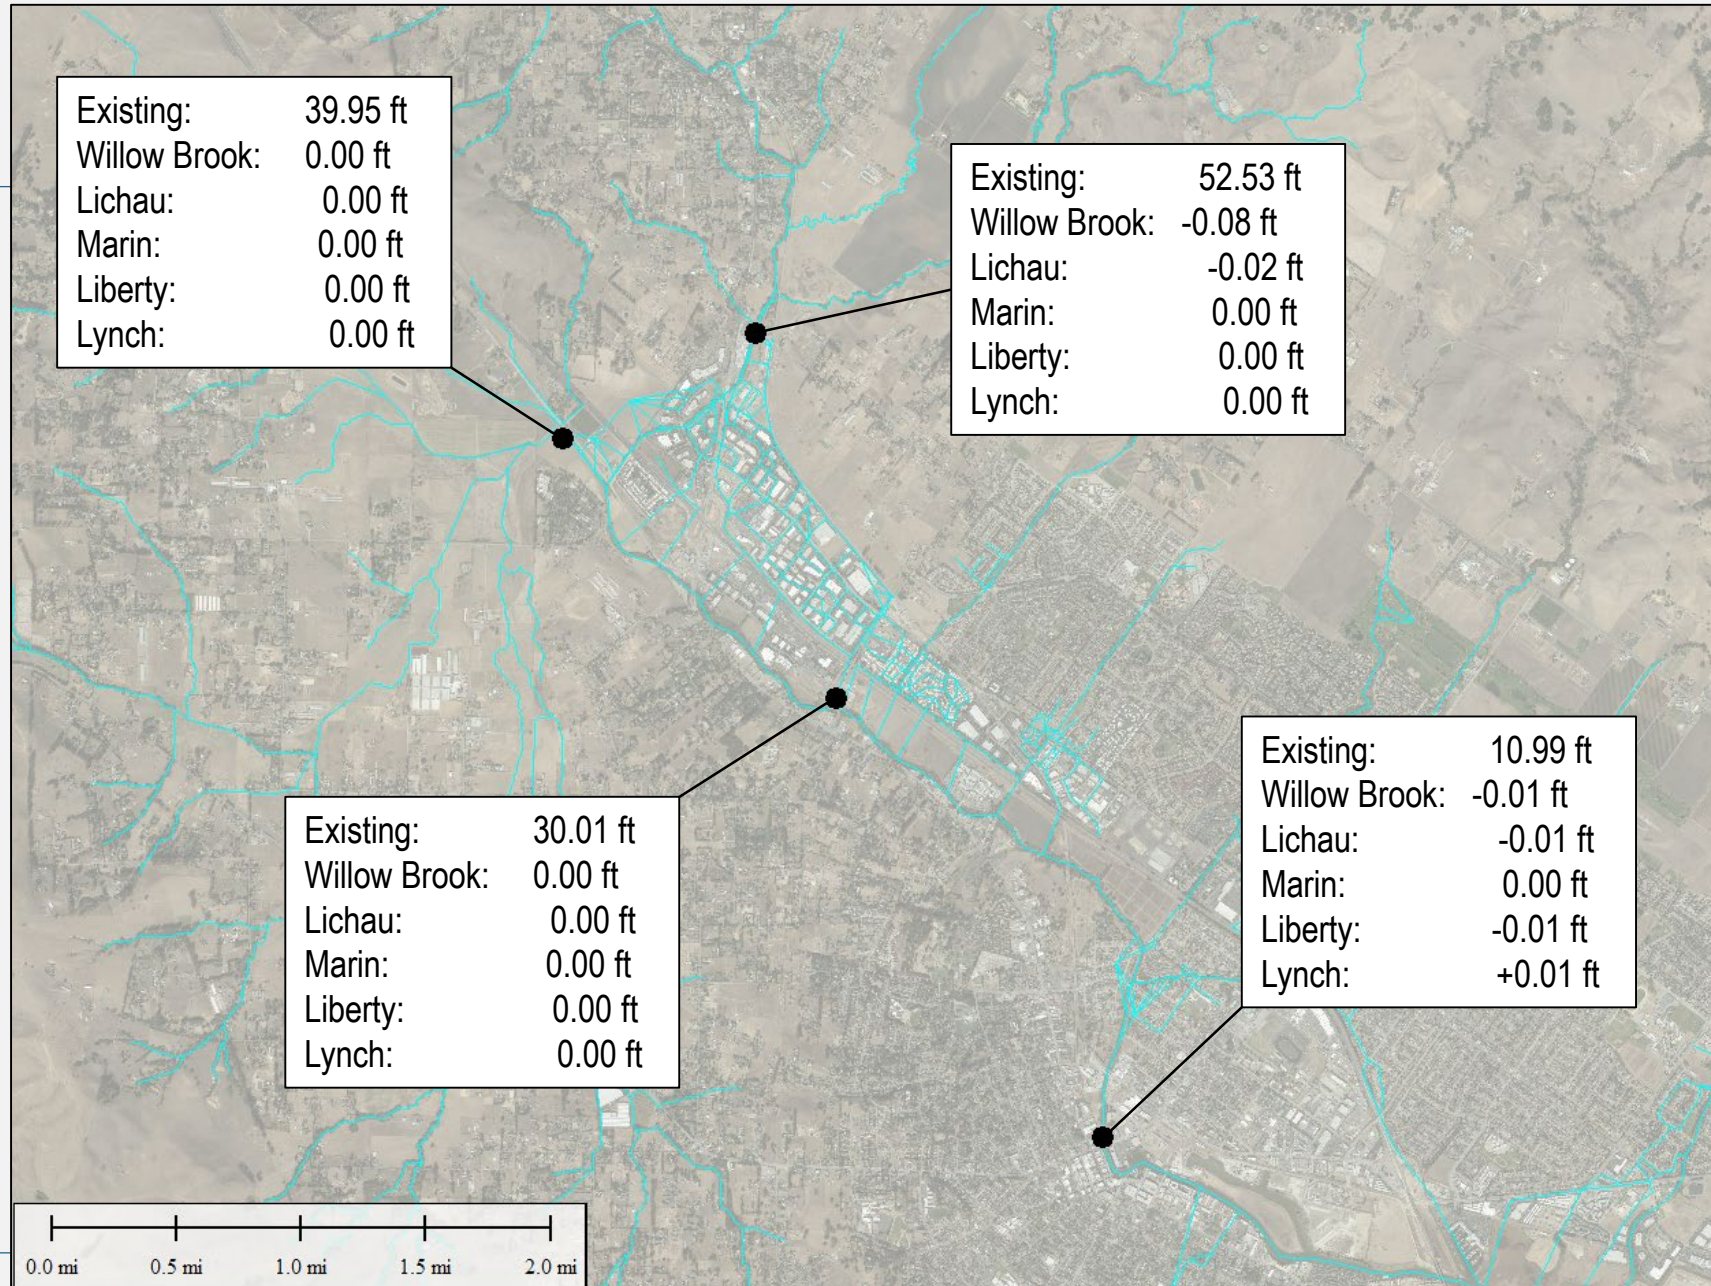 Existing: 39.95 ft
Willow Brook: 0.00 ft
Lichau: 0.00 ft
Marin: 0.00 ft
Liberty: 0.00 ft
Lynch: 0.00 ft
Existing: 52.53 ft
Willow Brook: -0.08 ft
Lichau: -0.02 ft
Marin: 0.00 ft
Liberty: 0.00 ft
Lynch: 0.00 ft
Existing: 30.01 ft
Willow Brook: 0.00 ft
Lichau: 0.00 ft
Marin: 0.00 ft
Liberty: 0.00 ft
Lynch: 0.00 ft
Existing: 10.99 ft
Willow Brook: -0.01 ft
Lichau: -0.01 ft
Marin: 0.00 ft
Liberty: -0.01 ft
Lynch: +0.01 ft
0.0 mi 0.5 mi 1.0 mi 1.5 mi 2.0 mi